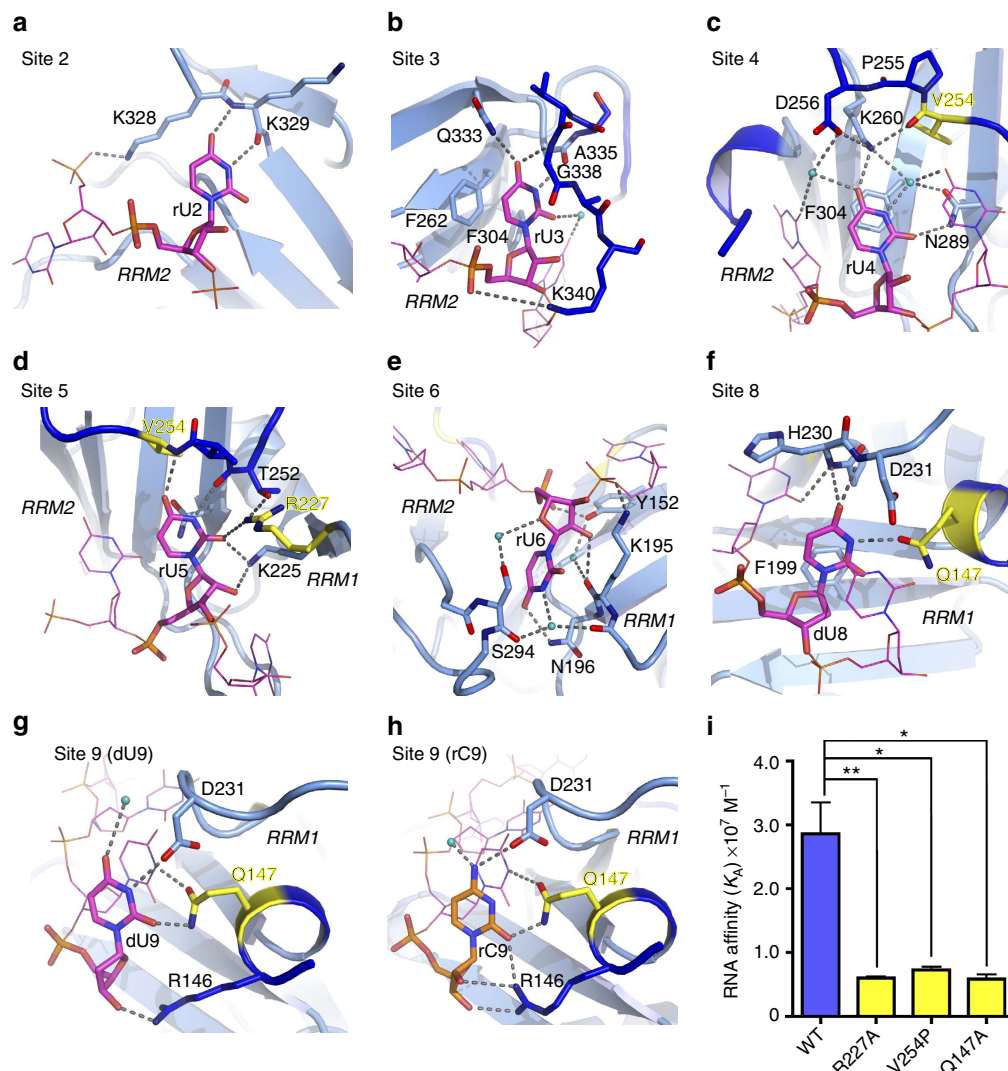 a
Site 2
K328
K329
rU2
RRM2
b
Site 3
Q333
A335
G338
F262
F304
rU3
RRM2
K340
c
Site 4
P255
D256
V254
K260
F304
N289
RRM2
rU4
d
Site 5
V254
T252
RRM2
R227
rU5
K225
RRM1
e
Site 6
Y152
rU6
K195
RRM1
S294
N196
f
Site 8
H230
D231
F199
Q147
RRM1
dU8
g
Site 9 (dU9)
D231
RRM1
Q147
dU9
R146
h
Site 9 (rC9)
D231
RRM1
Q147
rC9
R146
i
*
*
**
4.0
3.0
2.0
1.0
0
RNA affinity (KA) ×10⁷ M⁻¹
WT
R227A
V254P
Q147A